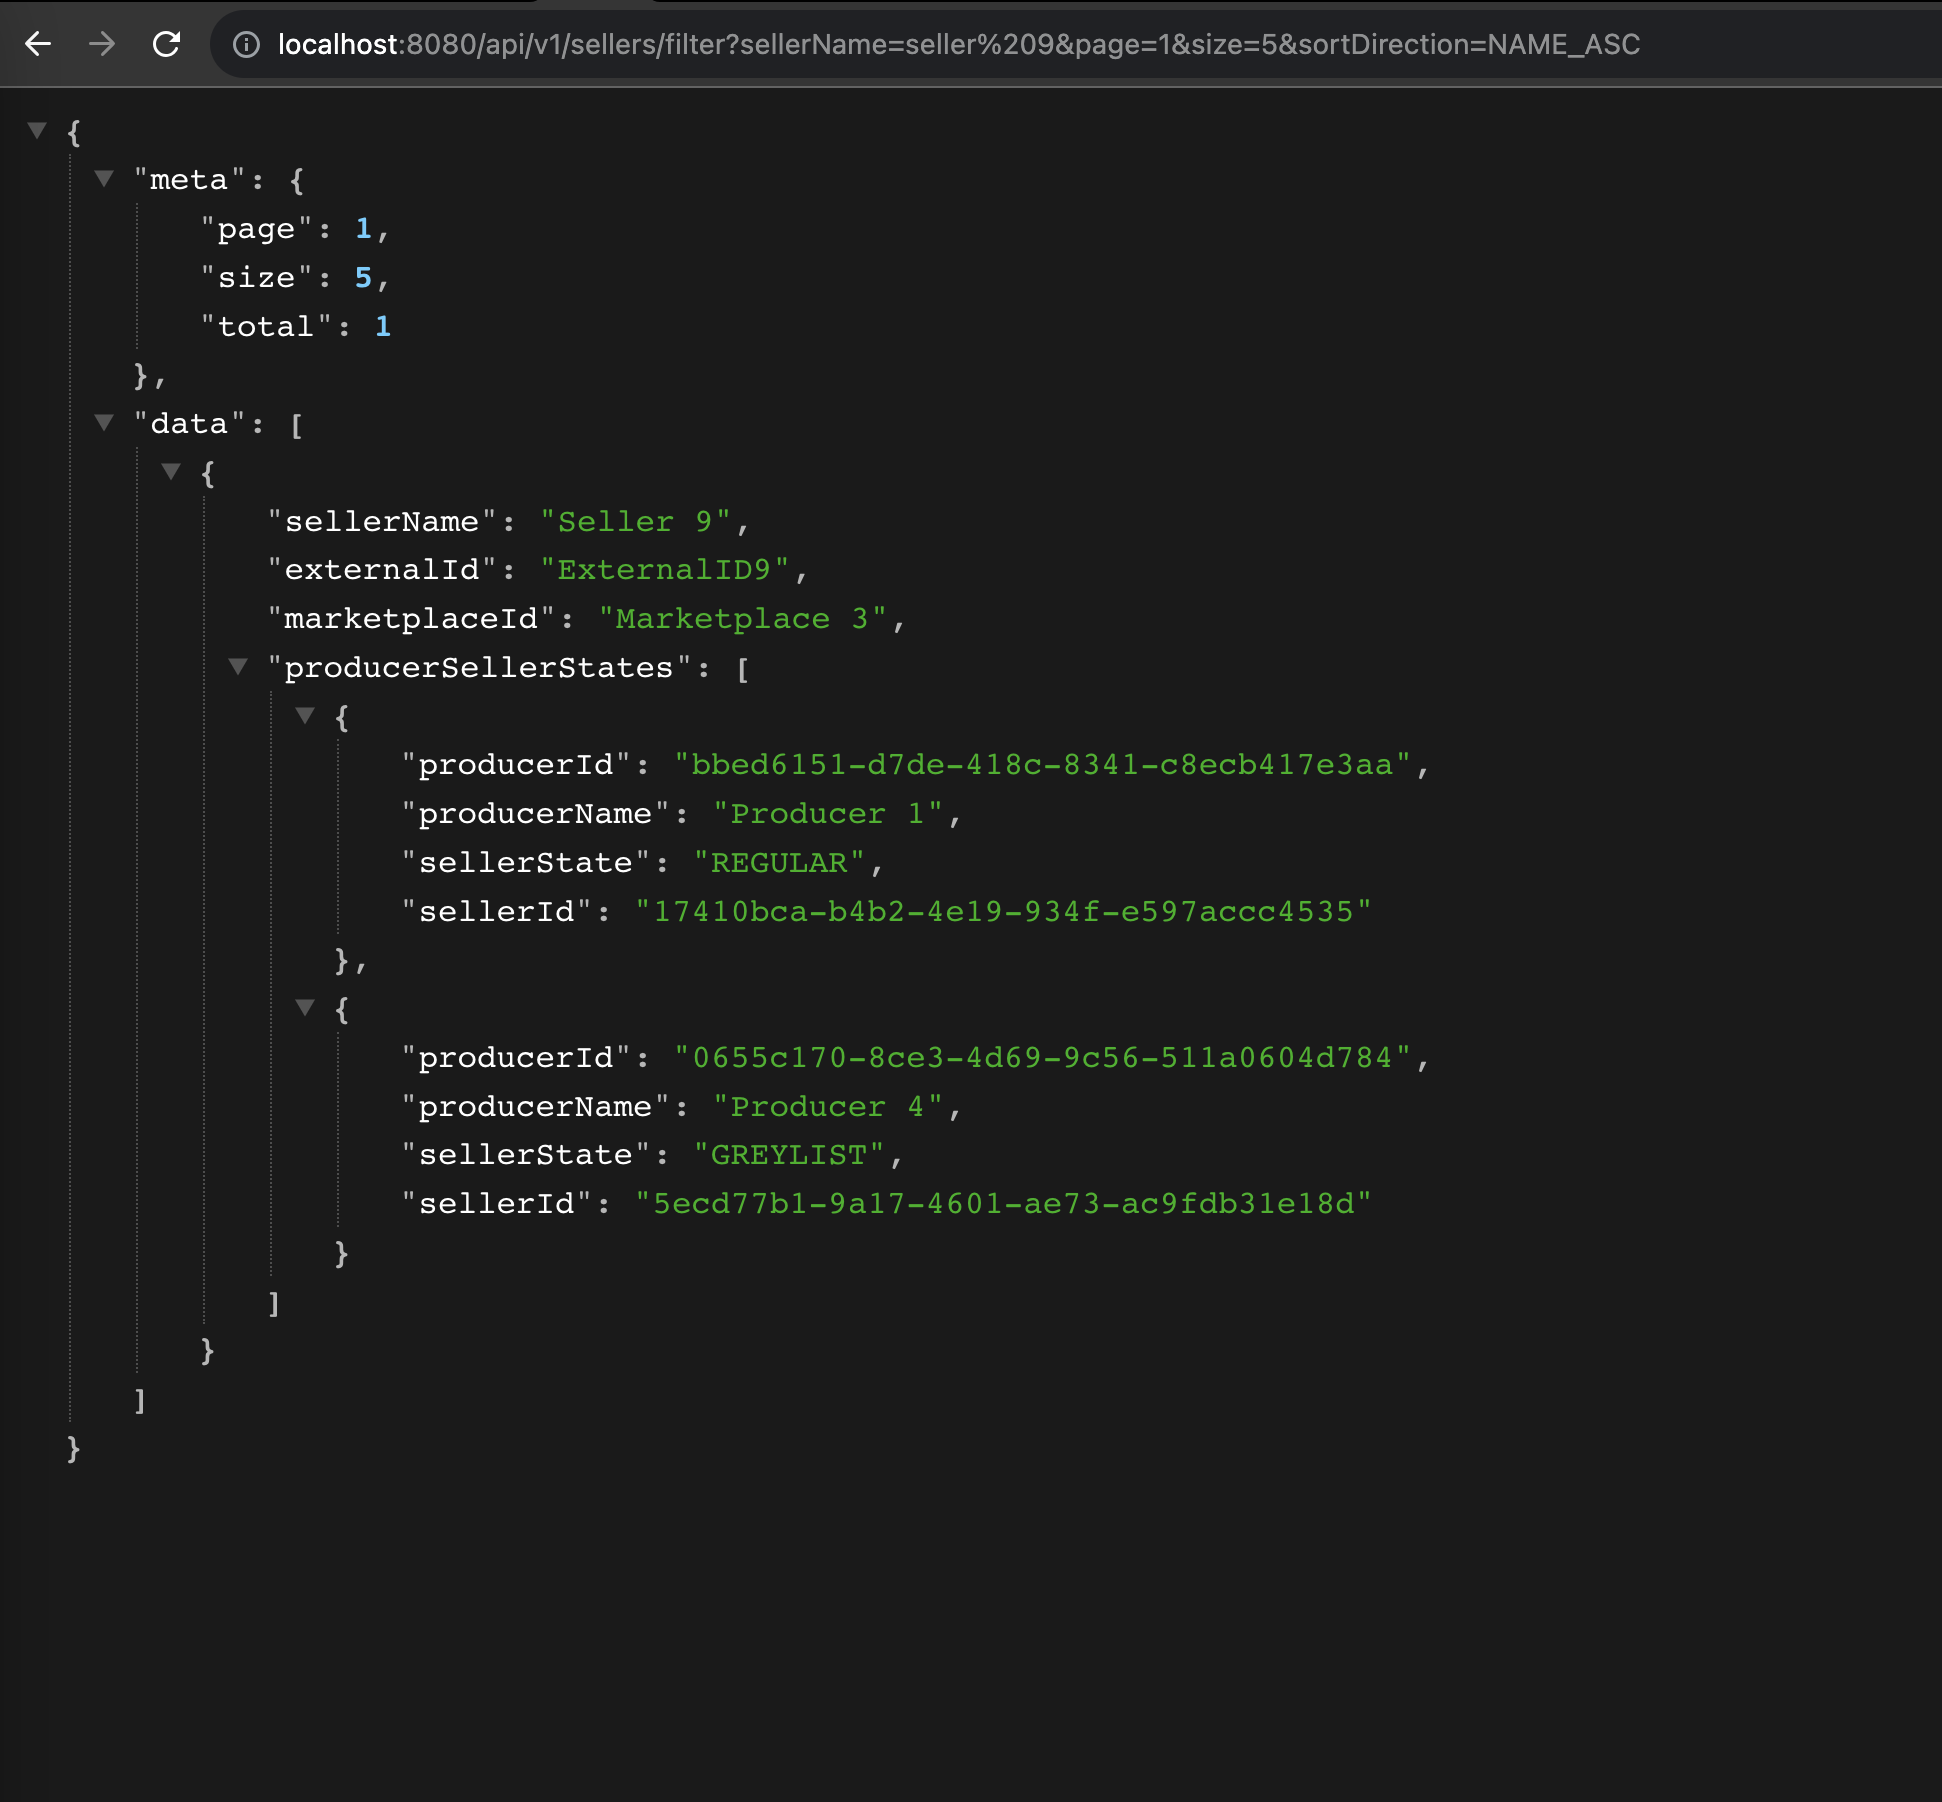 localhost:8080/api/v1/sellers/filter?sellerName=seller%209&page=1&size=5&sortDirection=NAME_ASC
{
"meta": {
"page": 1,
"size": 5,
"total": 1
},
"data": [
{
"sellerName": "Seller 9",
"externalId": "ExternalID9",
"marketplaceId": "Marketplace 3",
"producerSellerStates": [
{
"producerId": "bbed6151-d7de-418c-8341-c8ecb417e3aa",
"producerName": "Producer 1",
"sellerState": "REGULAR",
"sellerId": "17410bca-b4b2-4e19-934f-e597accc4535"
},
{
"producerId": "0655c170-8ce3-4d69-9c56-511a0604d784",
"producerName": "Producer 4",
"sellerState": "GREYLIST",
"sellerId": "5ecd77b1-9a17-4601-ae73-ac9fdb31e18d"
}
]
}
]
}